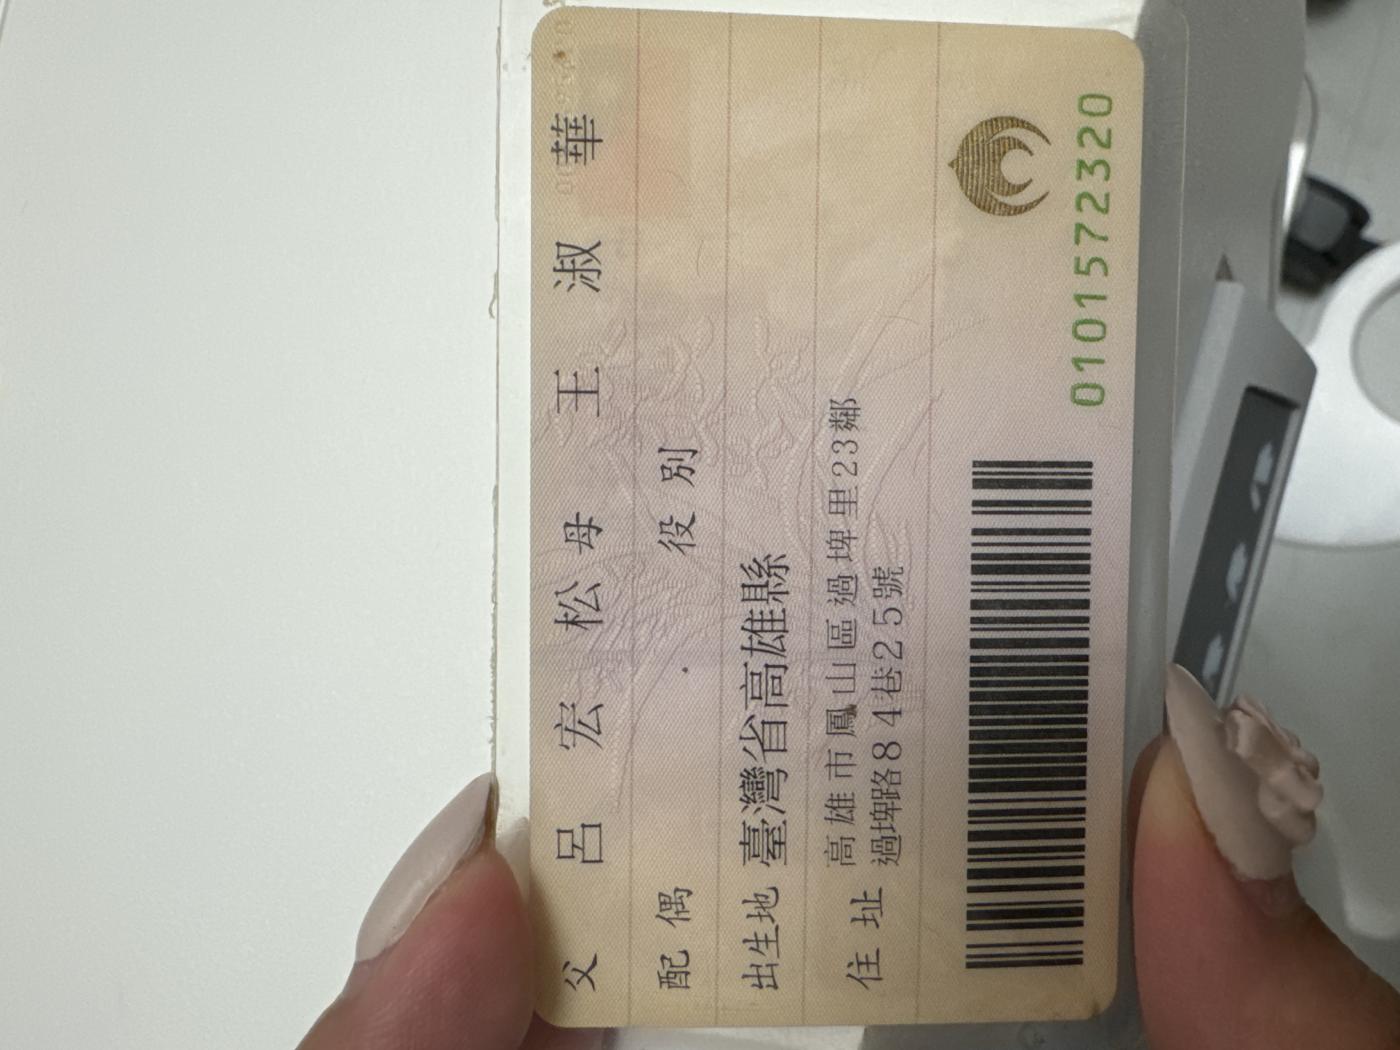 父 呂宏松 母 王淑華
配偶 役別
出生地 臺灣省高雄縣
住址 高雄市鳳山區過埤里23鄰
過埤路84巷25號
0101572320